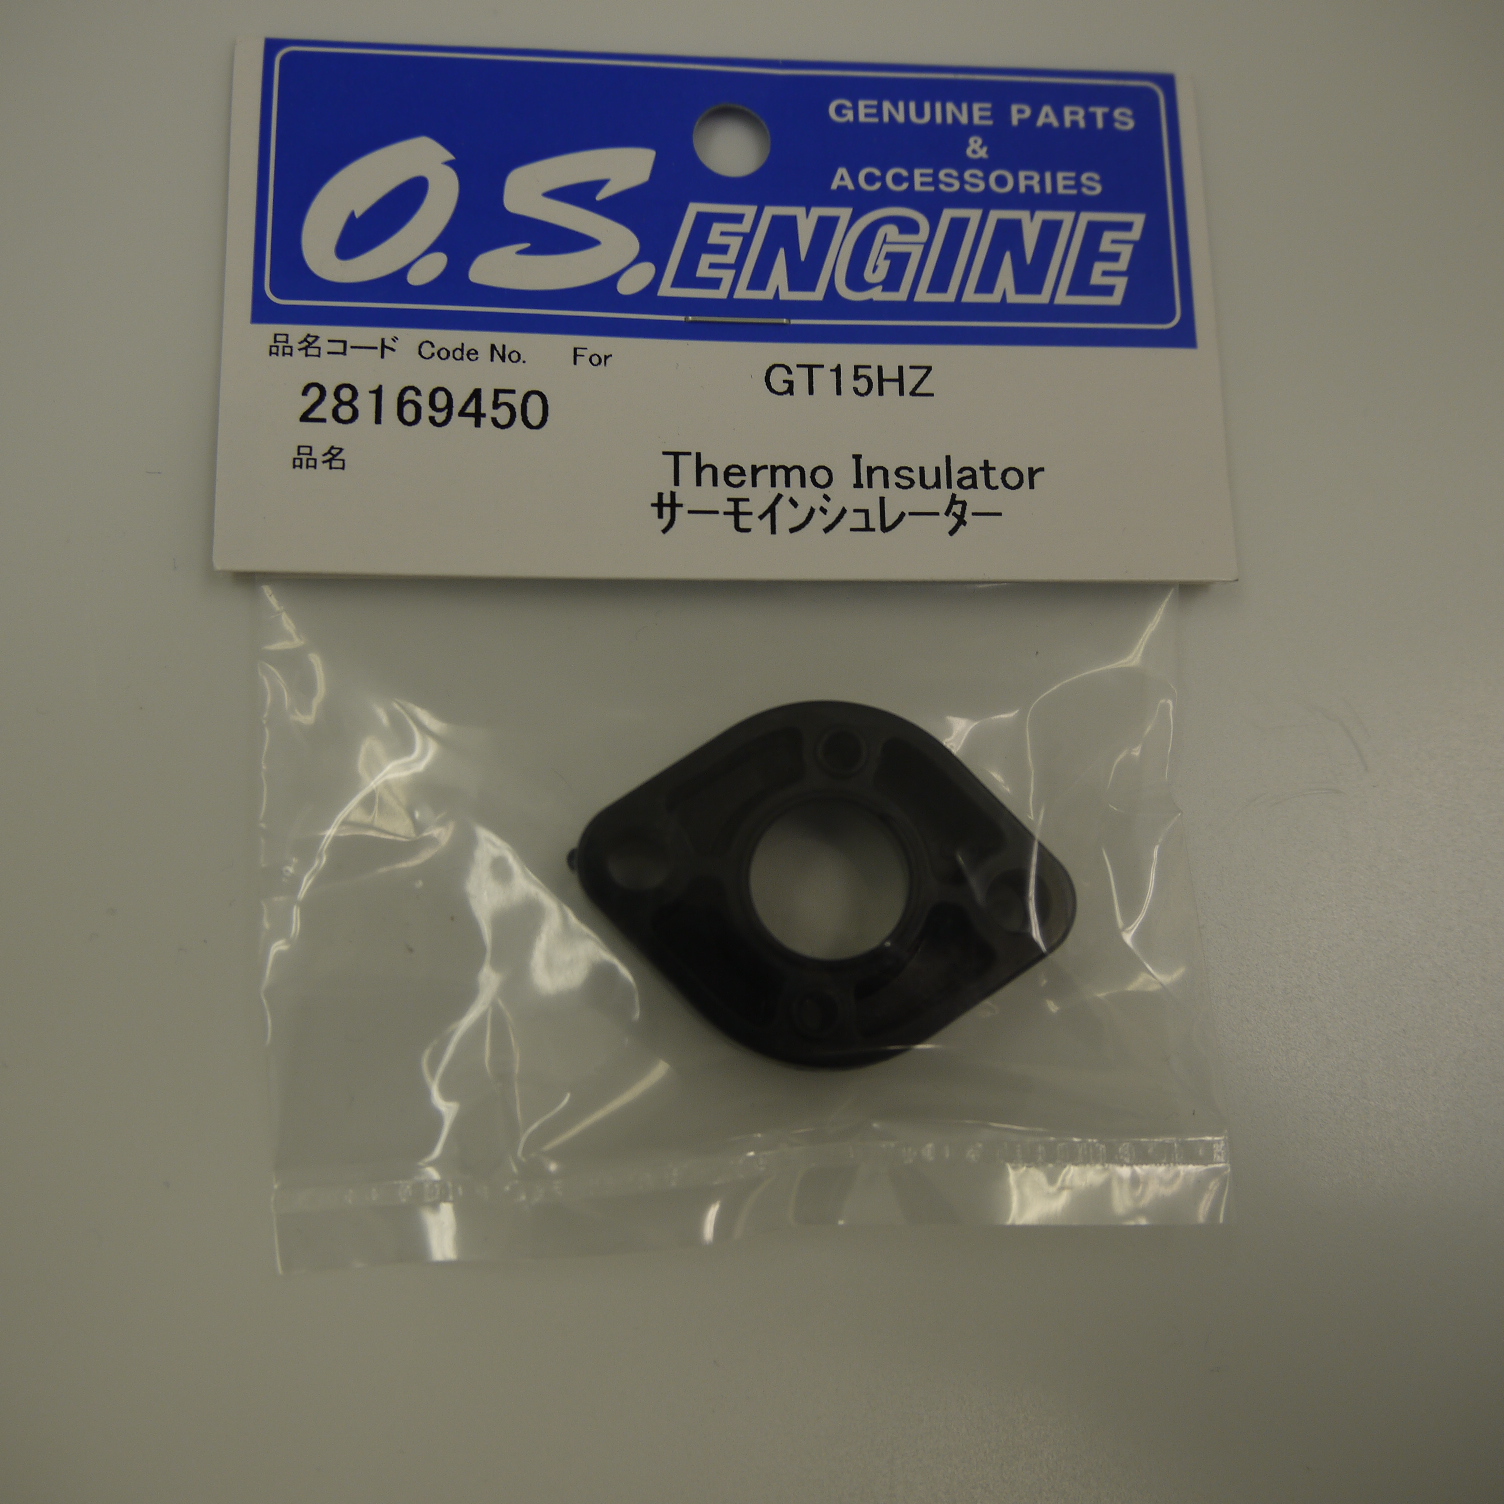 GENUINE PARTS
&
ACCESSORIES
O.S. ENGINE
品名コード Code No. For
GT15HZ
28169450
品名
Thermo Insulator
サーモインシュレーター